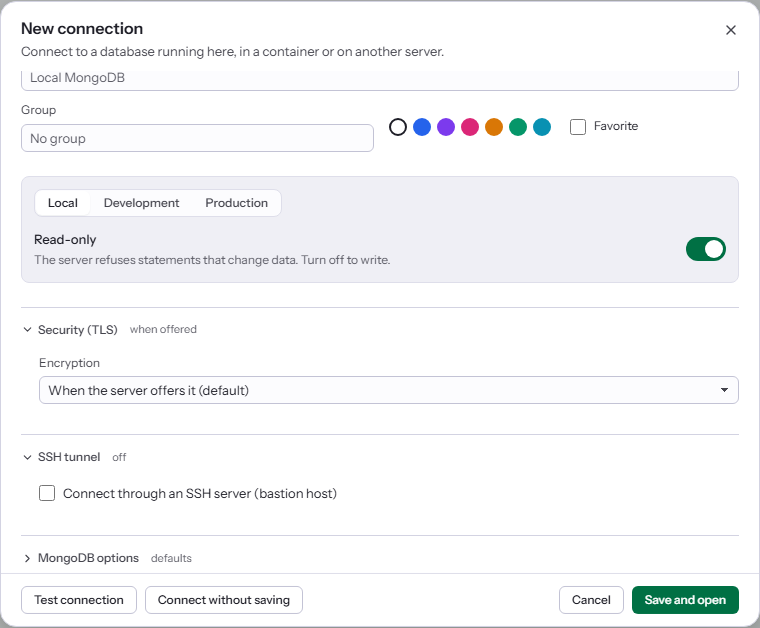 New connection
Connect to a database running here, in a container or on another server.
Local MongoDB
Group
No group
Favorite
Local Development Production
Read-only
The server refuses statements that change data. Turn off to write.
Security (TLS) when offered
Encryption
When the server offers it (default)
SSH tunnel off
Connect through an SSH server (bastion host)
MongoDB options defaults
Test connection Connect without saving Cancel Save and open